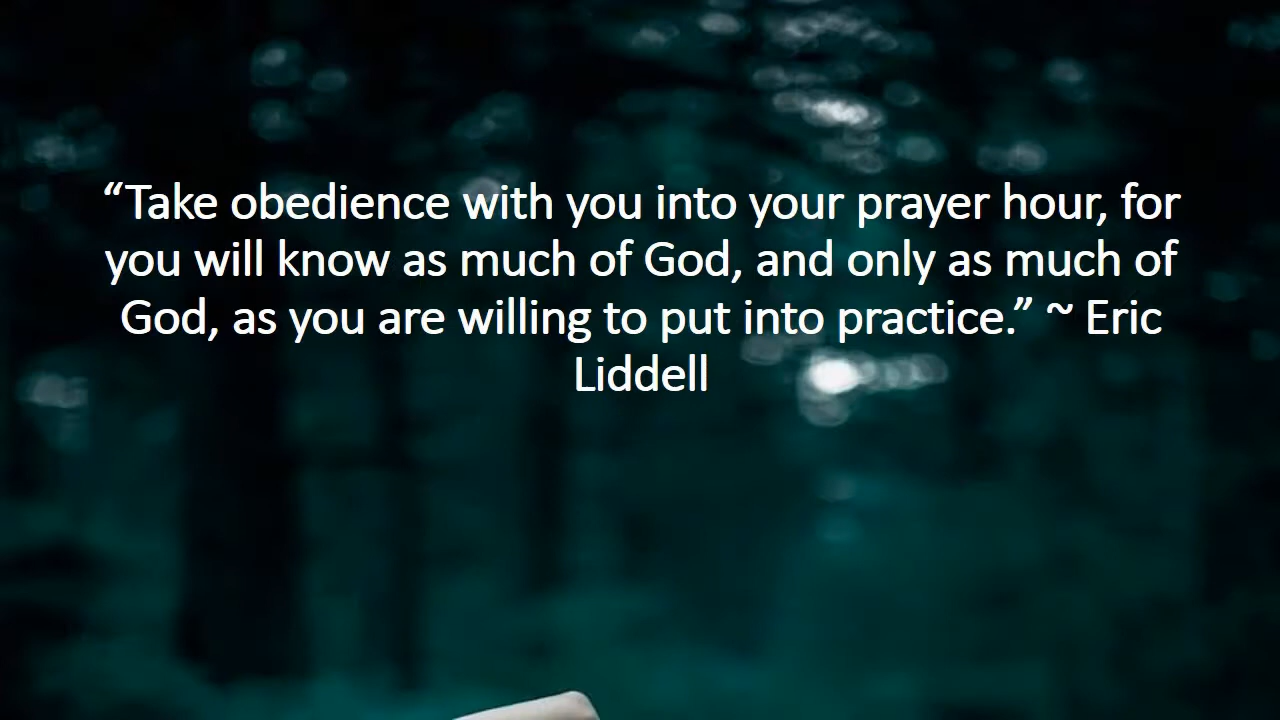 “Take obedience with you into your prayer hour, for
you will know as much of God, and only as much of
God, as you are willing to put into practice.” ~ Eric
Liddell